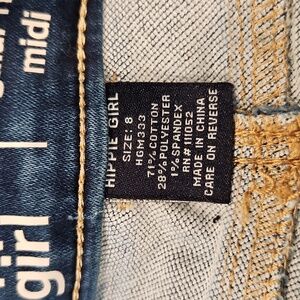 midi
girl
HIPPIE GIRL
SIZE: 8
HGM333
71% COTTON
28% POLYESTER
1% SPANDEX
RN# 111052
MADE IN CHINA
CARE ON REVERSE